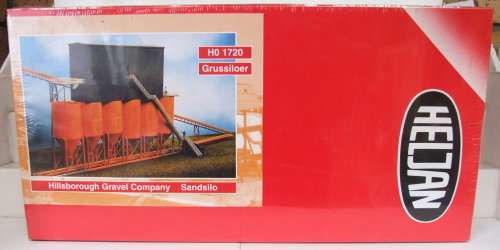 H0 1720
Grussiloer
Hillsborough Gravel Company Sandsilo
HELJAN